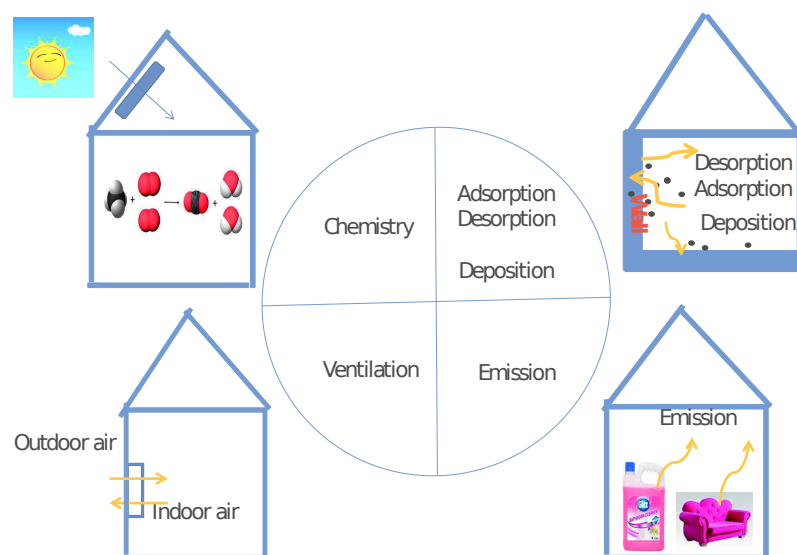 +
+
Chemistry
Adsorption
Desorption
Deposition
Ventilation
Emission
Desorption
Adsorption
Deposition
Wall
Outdoor air
Indoor air
Emission